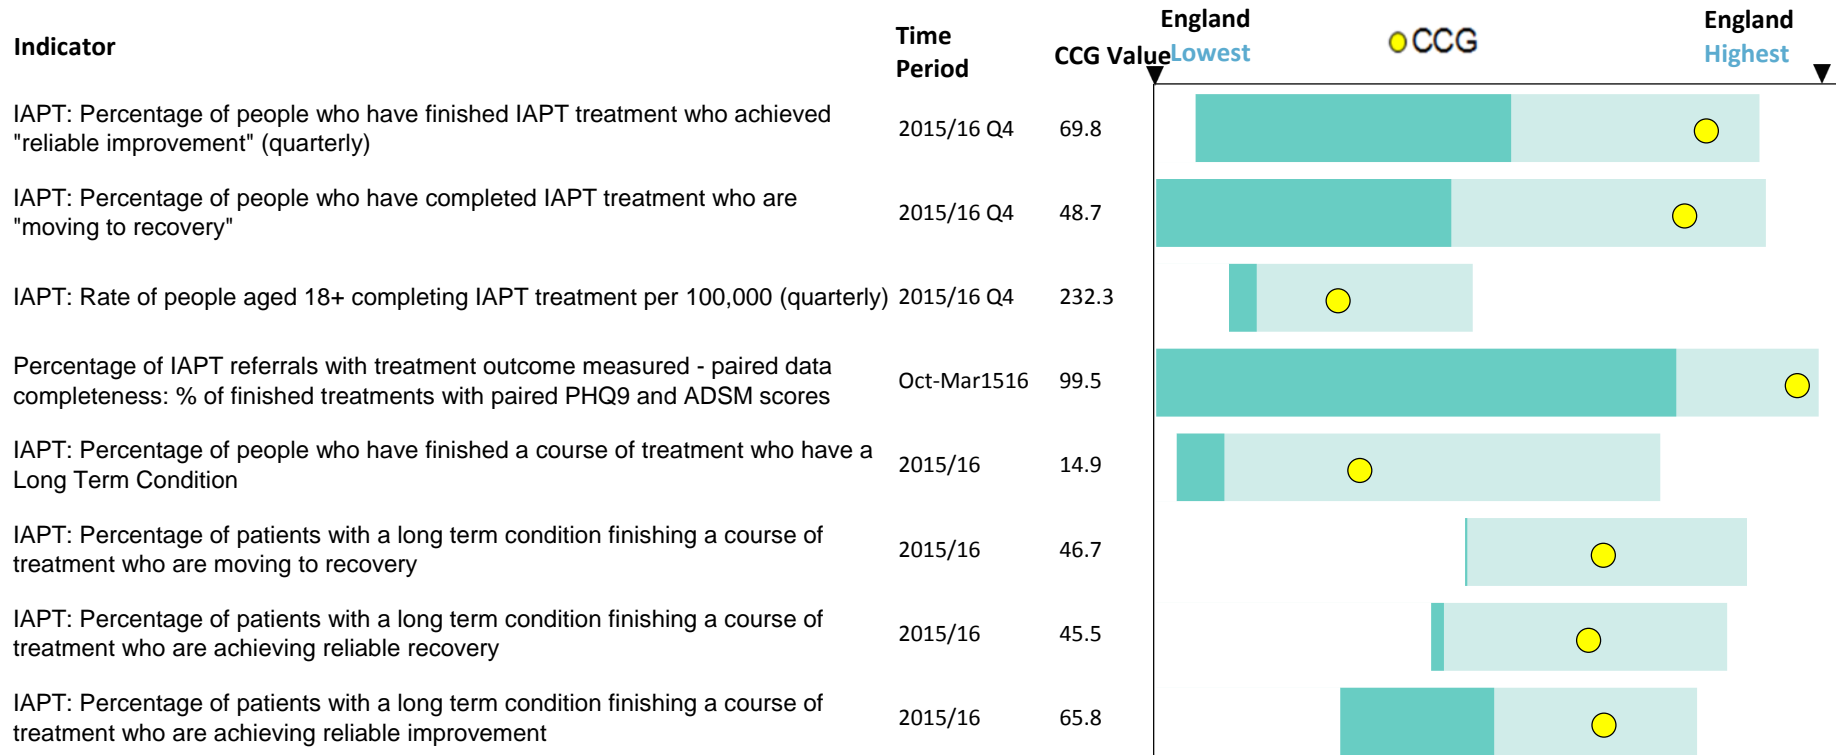 Indicator
Time
Period
CCG Value
England
Lowest
CCG
England
Highest
IAPT: Percentage of people who have finished IAPT treatment who achieved
"reliable improvement" (quarterly)
2015/16 Q4
69.8
IAPT: Percentage of people who have completed IAPT treatment who are
"moving to recovery"
2015/16 Q4
48.7
IAPT: Rate of people aged 18+ completing IAPT treatment per 100,000 (quarterly)
2015/16 Q4
232.3
Percentage of IAPT referrals with treatment outcome measured - paired data
completeness: % of finished treatments with paired PHQ9 and ADSM scores
Oct-Mar1516
99.5
IAPT: Percentage of people who have finished a course of treatment who have a
Long Term Condition
2015/16
14.9
IAPT: Percentage of patients with a long term condition finishing a course of
treatment who are moving to recovery
2015/16
46.7
IAPT: Percentage of patients with a long term condition finishing a course of
treatment who are achieving reliable recovery
2015/16
45.5
IAPT: Percentage of patients with a long term condition finishing a course of
treatment who are achieving reliable improvement
2015/16
65.8